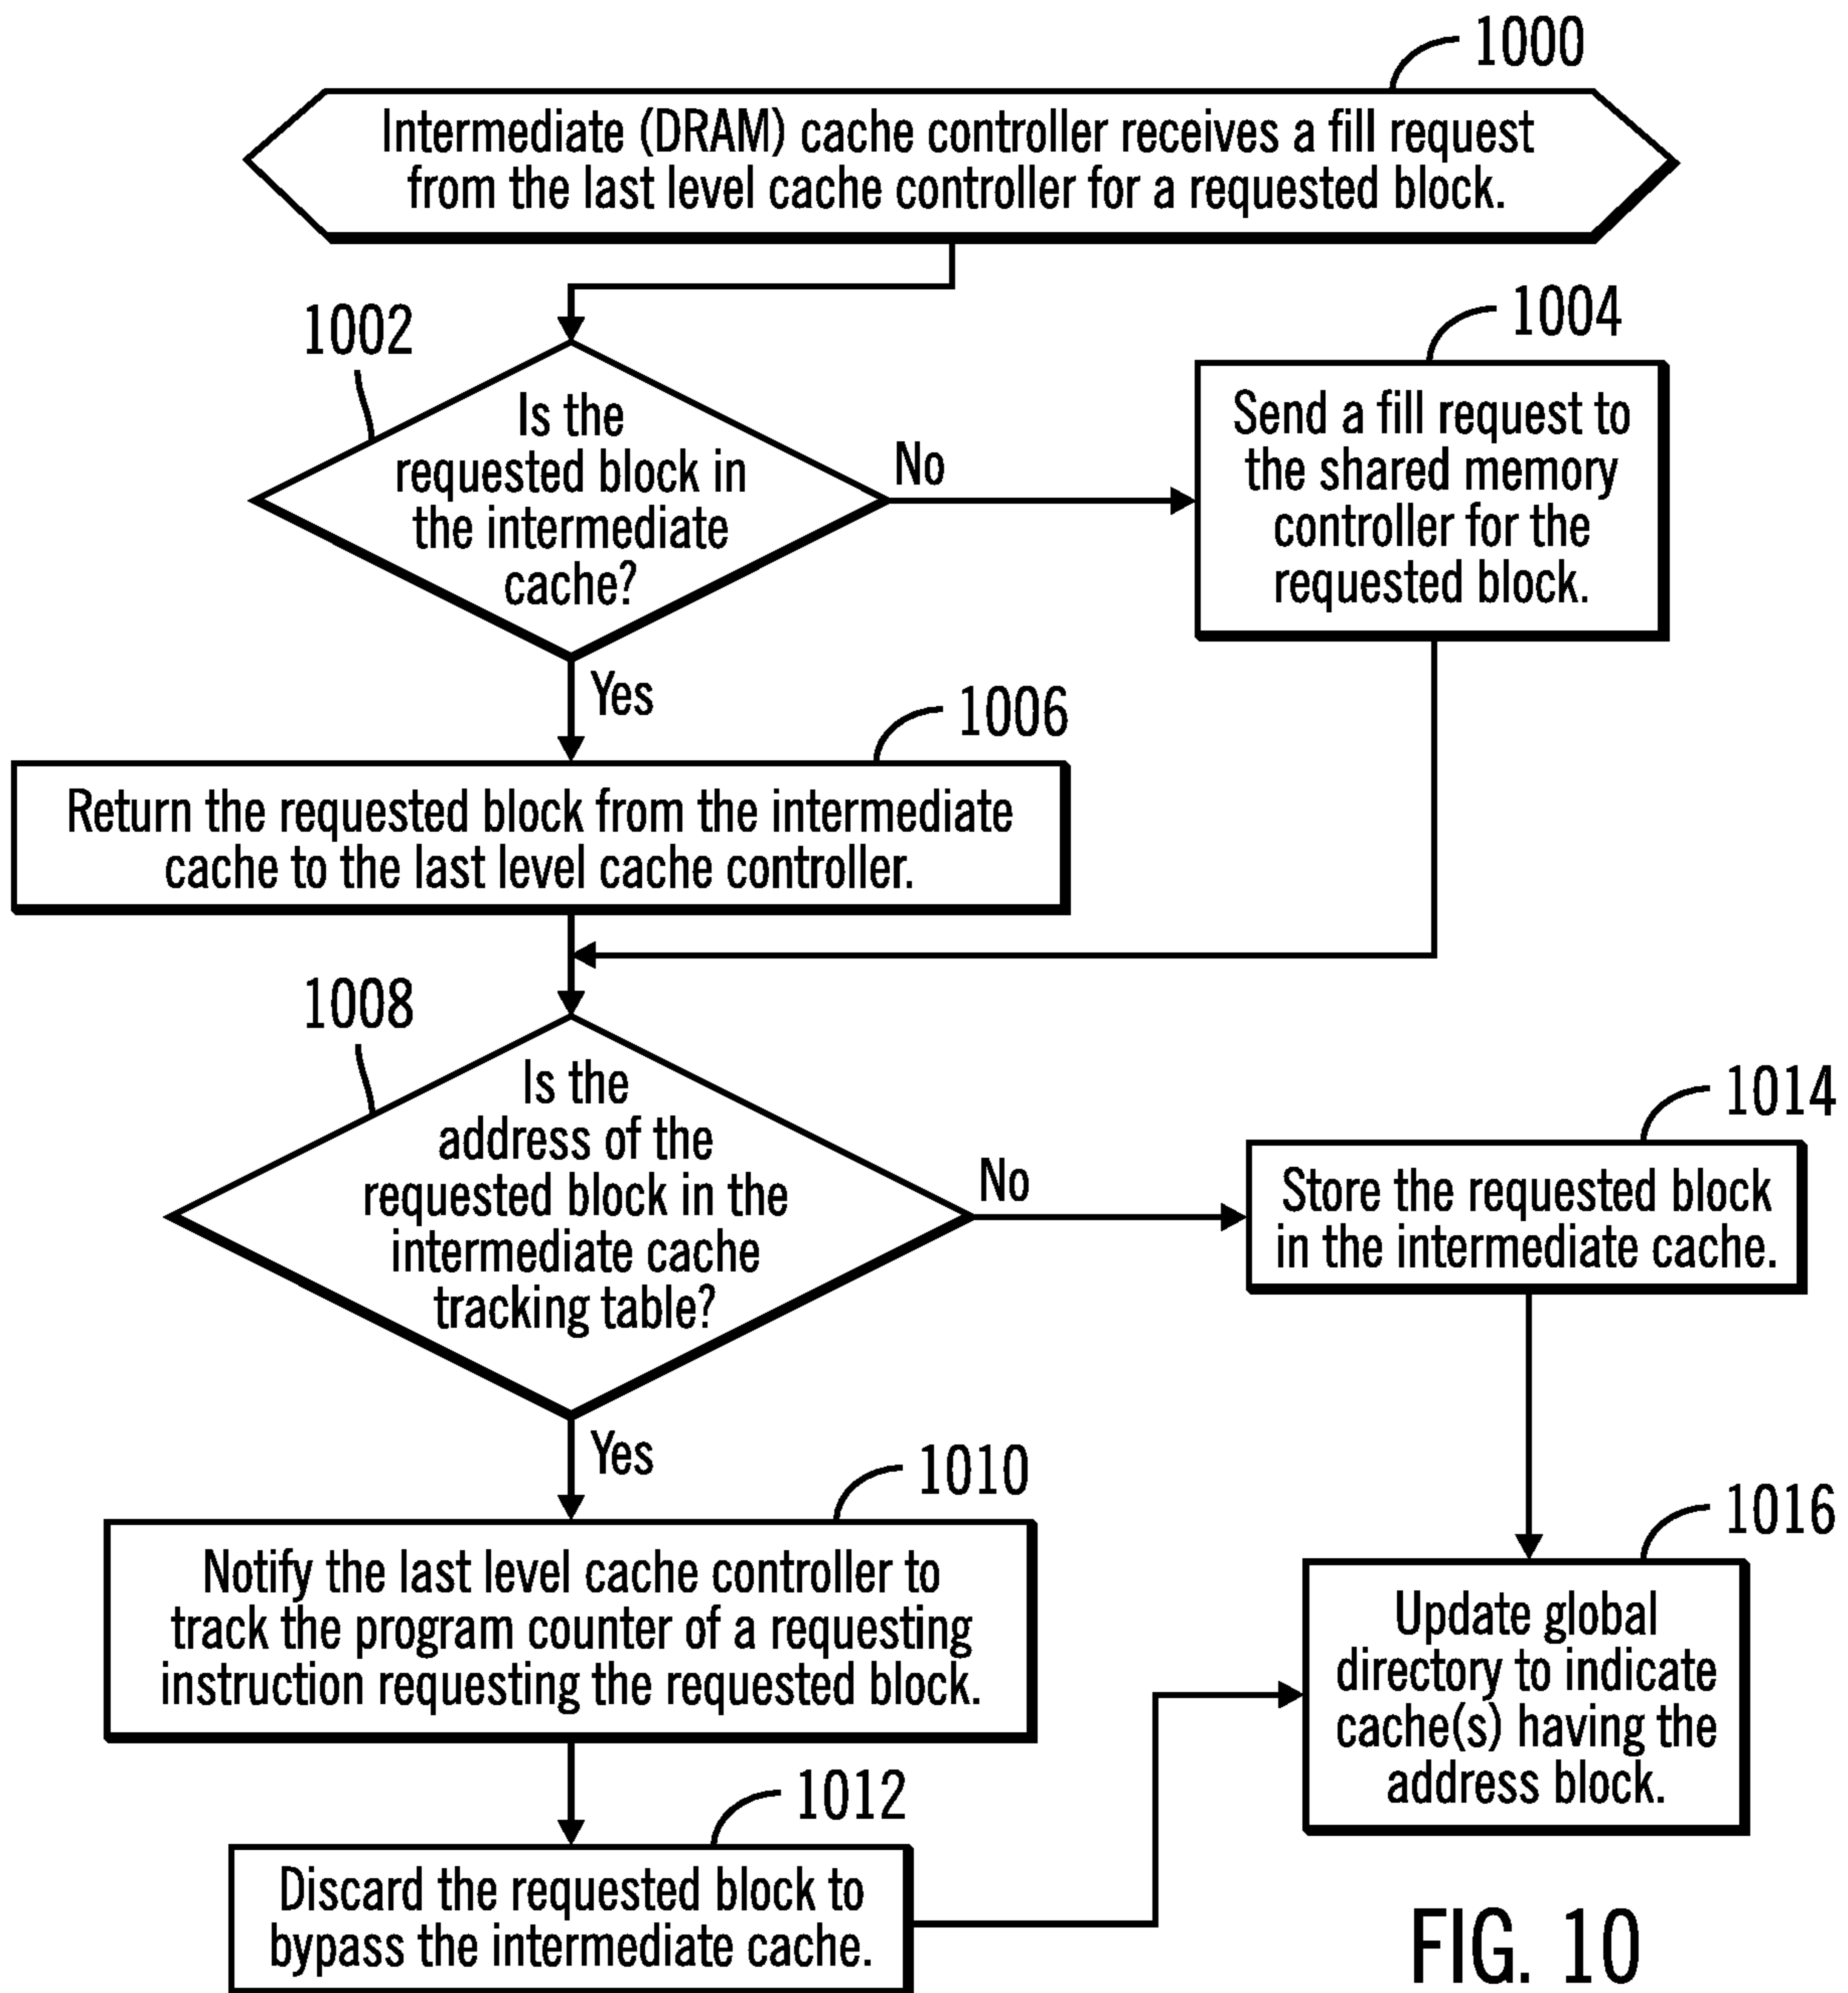 1000
Intermediate (DRAM) cache controller receives a fill request
from the last level cache controller for a requested block.
1002
Is the
requested block in
the intermediate
cache?
No
1004
Send a fill request to
the shared memory
controller for the
requested block.
Yes
1006
Return the requested block from the intermediate
cache to the last level cache controller.
1008
Is the
address of the
requested block in the
intermediate cache
tracking table?
No
1014
Store the requested block
in the intermediate cache.
Yes
1010
Notify the last level cache controller to
track the program counter of a requesting
instruction requesting the requested block.
1016
Update global
directory to indicate
cache(s) having the
address block.
1012
Discard the requested block to
bypass the intermediate cache.
FIG. 10